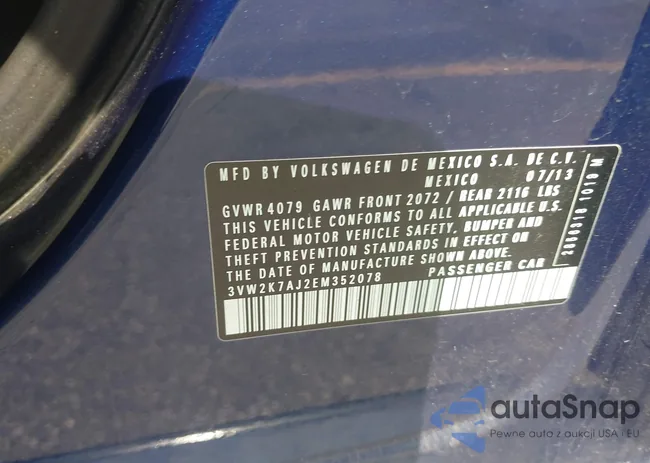 MFD BY VOLKSWAGEN DE MEXICO S.A. DE C.V.
MEXICO 07/13
GVWR 4079 GAWR FRONT 2072 / REAR 2116 LBS
THIS VEHICLE CONFORMS TO ALL APPLICABLE U.S.
FEDERAL MOTOR VEHICLE SAFETY, BUMPER AND
THEFT PREVENTION STANDARDS IN EFFECT ON
THE DATE OF MANUFACTURE SHOWN ABOVE.
3VW2K7AJ2EM352078 PASSENGER CAR
1019 M
autaSnap
Pewne auto z aukcji USA i EU